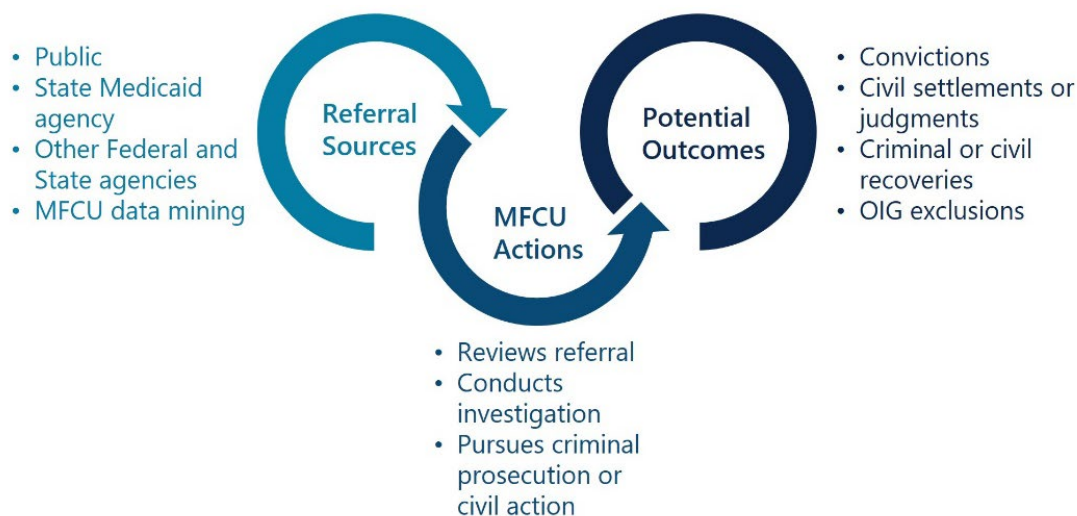 • Public
• State Medicaid
agency
• Other Federal and
State agencies
• MFCU data mining
Referral
Sources
MFCU
Actions
• Reviews referral
• Conducts
investigation
• Pursues criminal
prosecution or
civil action
Potential
Outcomes
• Convictions
• Civil settlements or
judgments
• Criminal or civil
recoveries
• OIG exclusions